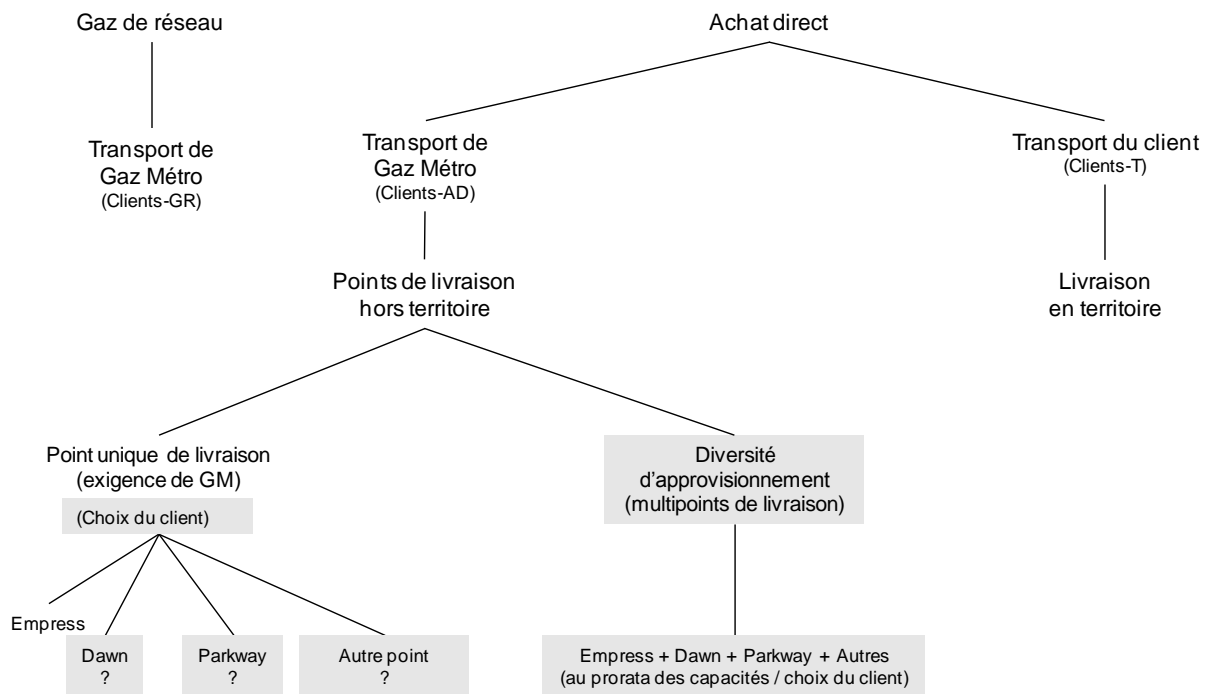 Gaz de réseau
Achat direct
Transport de
Gaz Métro
(Clients-GR)
Transport de
Gaz Métro
(Clients-AD)
Transport du client
(Clients-T)
Points de livraison
hors territoire
Livraison
en territoire
Point unique de livraison
(exigence de GM)
(Choix du client)
Diversité
d'approvisionnement
(multipoints de livraison)
Empress
Dawn
?
Parkway
?
Autre point
?
Empress + Dawn + Parkway + Autres
(au prorata des capacités / choix du client)